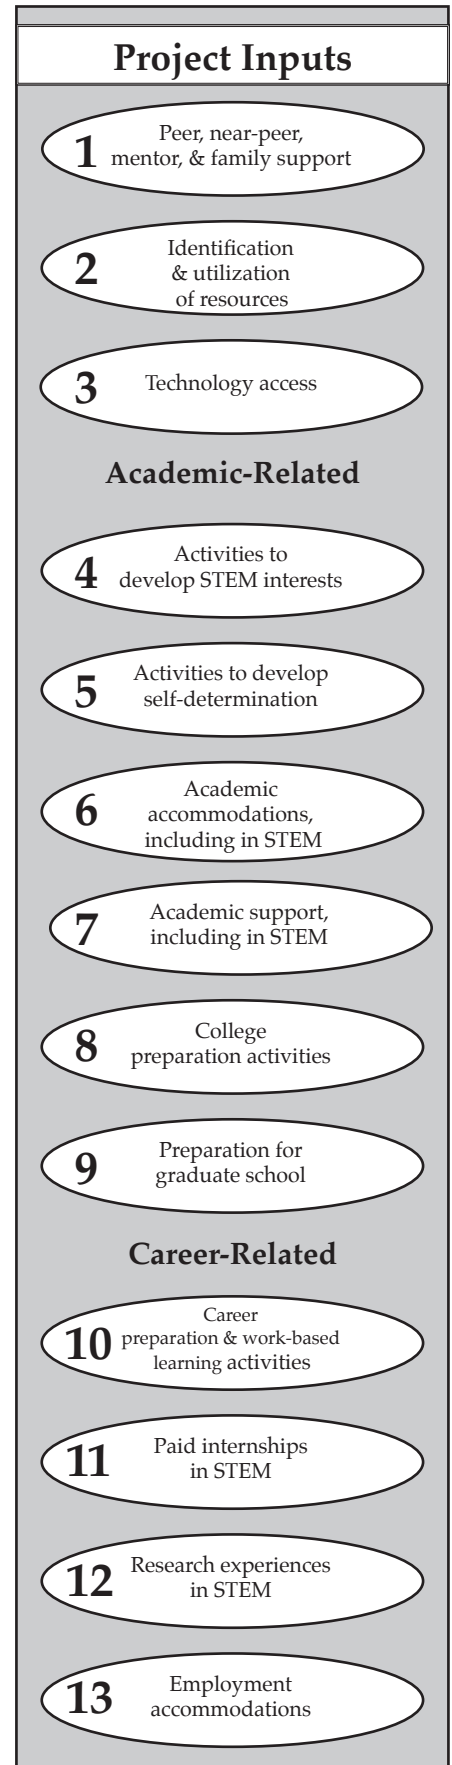 Project Inputs
1
Peer, near-peer,
mentor, & family support
2
Identification
& utilization
of resources
3
Technology access
Academic-Related
4
Activities to
develop STEM interests
5
Activities to develop
self-determination
6
Academic
accommodations,
including in STEM
7
Academic support,
including in STEM
8
College
preparation activities
9
Preparation for
graduate school
Career-Related
10
Career
preparation & work-based
learning activities
11
Paid internships
in STEM
12
Research experiences
in STEM
13
Employment
accommodations